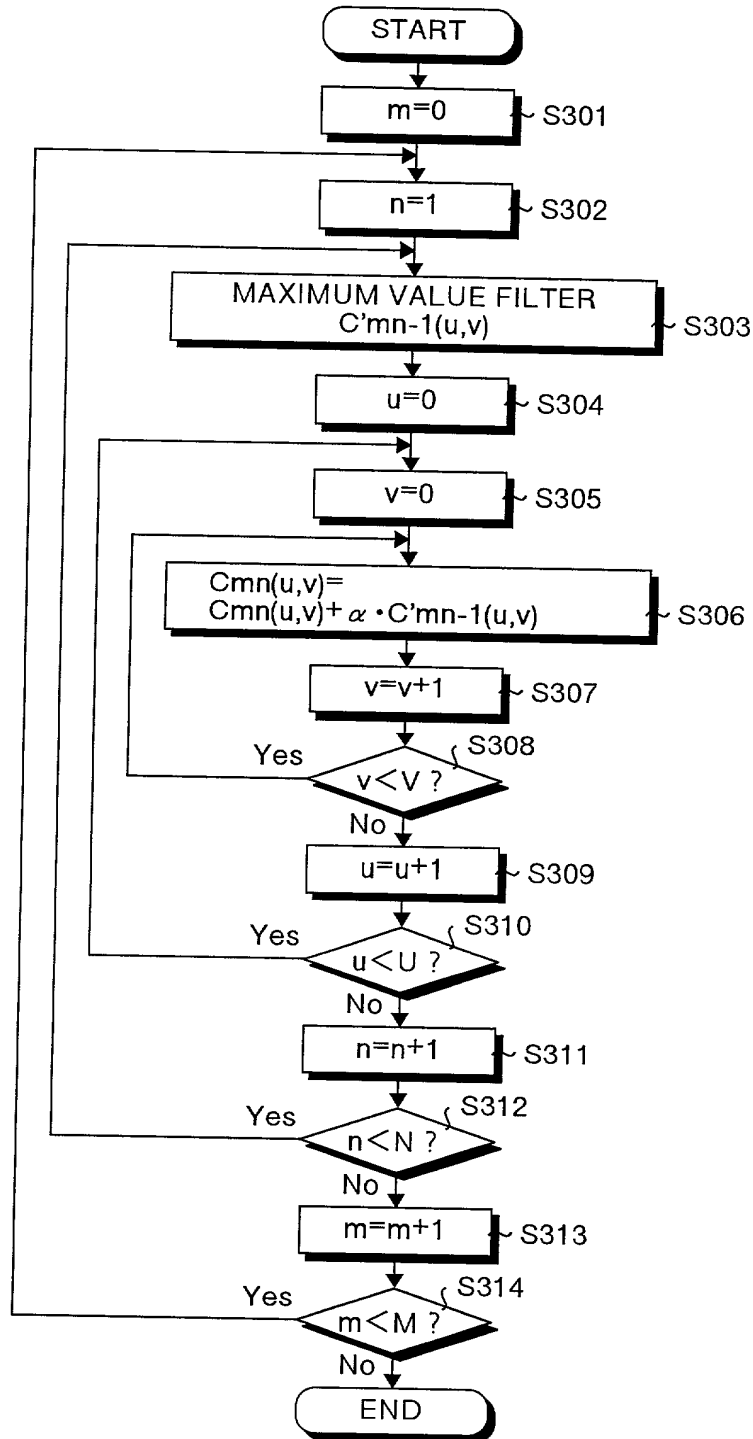 START
m=0
S301
n=1
S302
MAXIMUM VALUE FILTER
C'mn-1(u,v)
S303
u=0
S304
v=0
S305
Cmn(u,v)=
Cmn(u,v)+α・C'mn-1(u,v)
S306
v=v+1
S307
S308
Yes
v<V ?
No
u=u+1
S309
S310
Yes
u<U ?
No
n=n+1
S311
S312
Yes
n<N ?
No
m=m+1
S313
S314
Yes
m<M ?
No
END